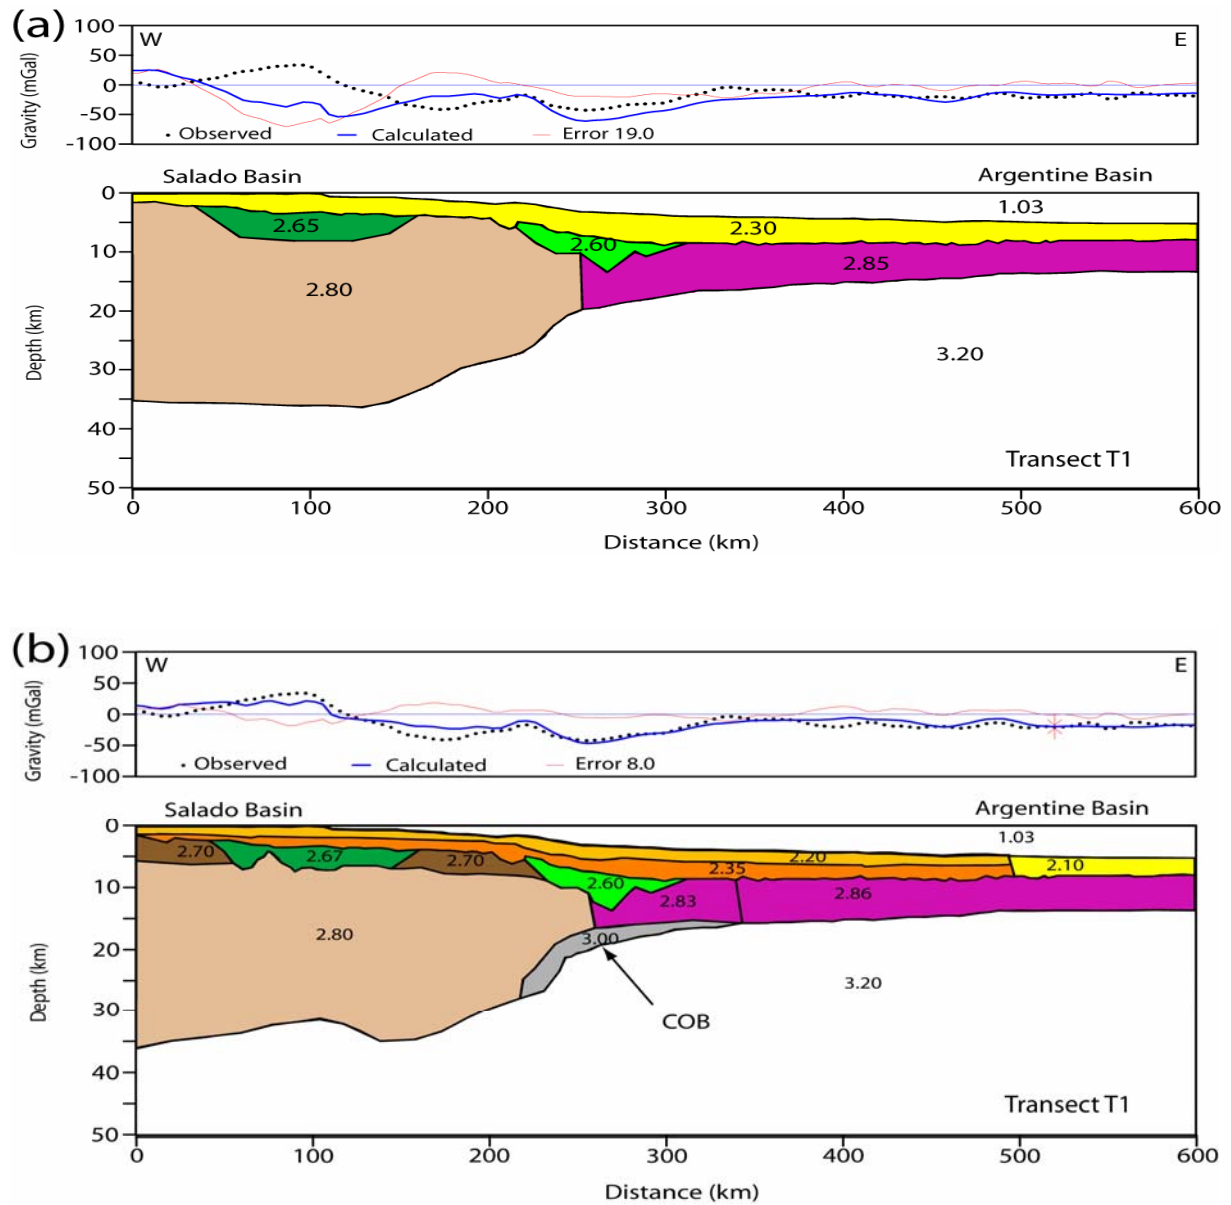 (a)
100
50
0
-50
-100
Gravity (mGal)
W
E
Observed Calculated Error 19.0
Salado Basin
Argentine Basin
0
10
20
30
40
50
Depth (km)
1.03
2.65
2.60
2.30
2.85
2.80
3.20
Transect T1
0 100 200 300 400 500 600
Distance (km)
(b)
100
50
0
-50
-100
Gravity (mGal)
W
E
Observed Calculated Error 8.0
Salado Basin
Argentine Basin
0
10
20
30
40
50
Depth (km)
1.03
2.70
2.67
2.70
2.20
2.35
2.10
2.60
2.83
2.86
2.80
3.00
3.20
COB
Transect T1
0 100 200 300 400 500 600
Distance (km)